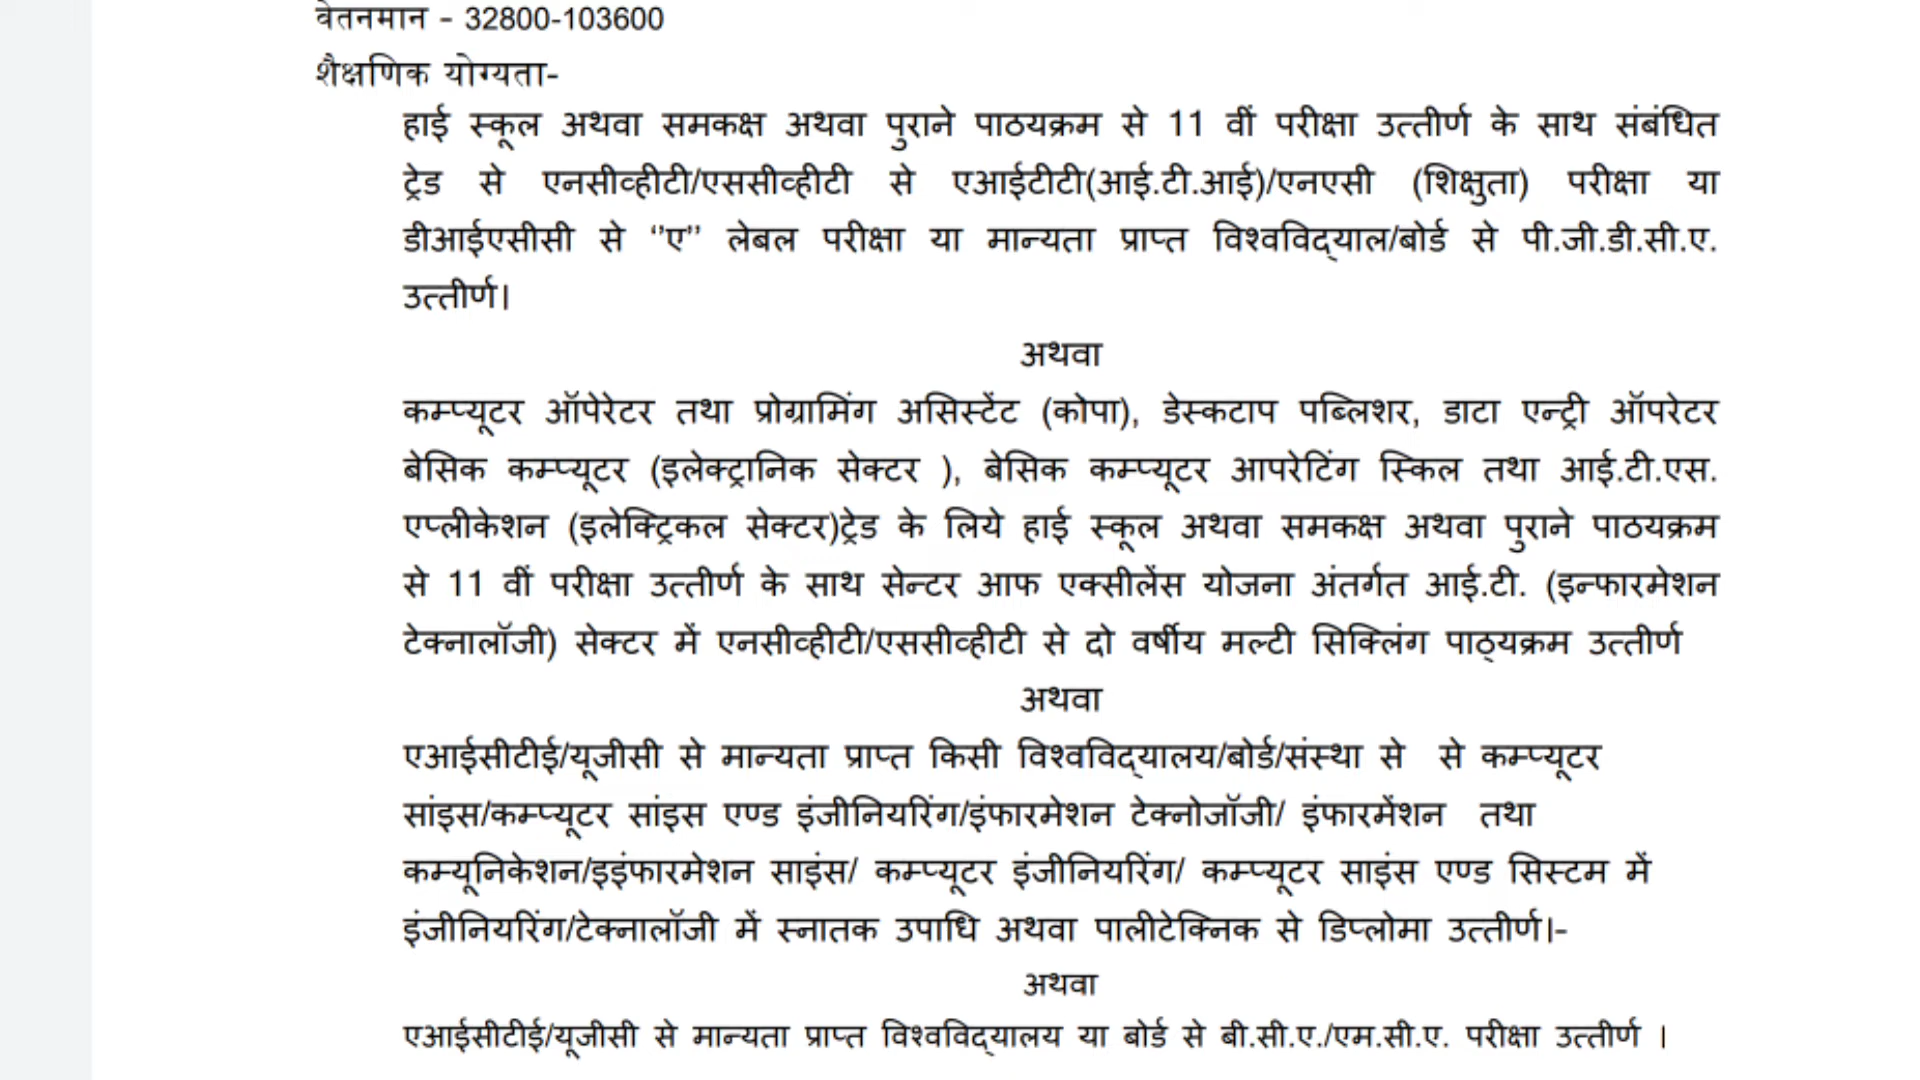 वेतनमान - 32800-103600
शैक्षणिक योग्यता-
हाई स्कूल अथवा समकक्ष अथवा पुराने पाठयक्रम से 11 वीं परीक्षा उत्तीर्ण के साथ संबंधित
ट्रेड से एनसीव्हीटी/एससीव्हीटी से एआईटीटी(आई.टी.आई)/एनएसी (शिक्षुता) परीक्षा या
डीआईएसीसी से ‘’ए’’ लेबल परीक्षा या मान्यता प्राप्त विश्वविद्याल/बोर्ड से पी.जी.डी.सी.ए.
उत्तीर्ण।
अथवा
कम्प्यूटर ऑपेरेटर तथा प्रोग्रामिंग असिस्टेंट (कोपा), डेस्कटाप पब्लिशर, डाटा एन्ट्री ऑपरेटर
बेसिक कम्प्यूटर (इलेक्ट्रानिक सेक्टर ), बेसिक कम्प्यूटर आपरेटिंग स्किल तथा आई.टी.एस.
एप्लीकेशन (इलेक्ट्रिकल सेक्टर)ट्रेड के लिये हाई स्कूल अथवा समकक्ष अथवा पुराने पाठयक्रम
से 11 वीं परीक्षा उत्तीर्ण के साथ सेन्टर आफ एक्सीलेंस योजना अंतर्गत आई.टी. (इन्फारमेशन
टेक्नालॉजी) सेक्टर में एनसीव्हीटी/एससीव्हीटी से दो वर्षीय मल्टी सिक्लिंग पाठ्यक्रम उत्तीर्ण
अथवा
एआईसीटीई/यूजीसी से मान्यता प्राप्त किसी विश्वविद्यालय/बोर्ड/संस्था से से कम्प्यूटर
सांइस/कम्प्यूटर सांइस एण्ड इंजीनियरिंग/इंफारमेशन टेक्नोजॉजी/ इंफारमेंशन तथा
कम्यूनिकेशन/इइंफारमेशन साइंस/ कम्प्यूटर इंजीनियरिंग/ कम्प्यूटर साइंस एण्ड सिस्टम में
इंजीनियरिंग/टेक्नालॉजी में स्नातक उपाधि अथवा पालीटेक्निक से डिप्लोमा उत्तीर्ण।-
अथवा
एआईसीटीई/यूजीसी से मान्यता प्राप्त विश्वविद्यालय या बोर्ड से बी.सी.ए./एम.सी.ए. परीक्षा उत्तीर्ण ।